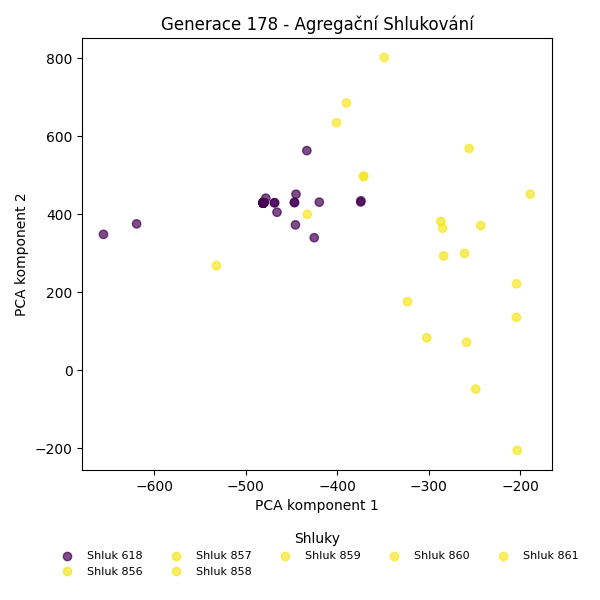 Generace 178 - Agregační Shlukování
PCA komponent 2
800
600
400
200
0
−200
−600
−500
−400
−300
−200
PCA komponent 1
Shluky
Shluk 618
Shluk 857
Shluk 859
Shluk 860
Shluk 861
Shluk 856
Shluk 858